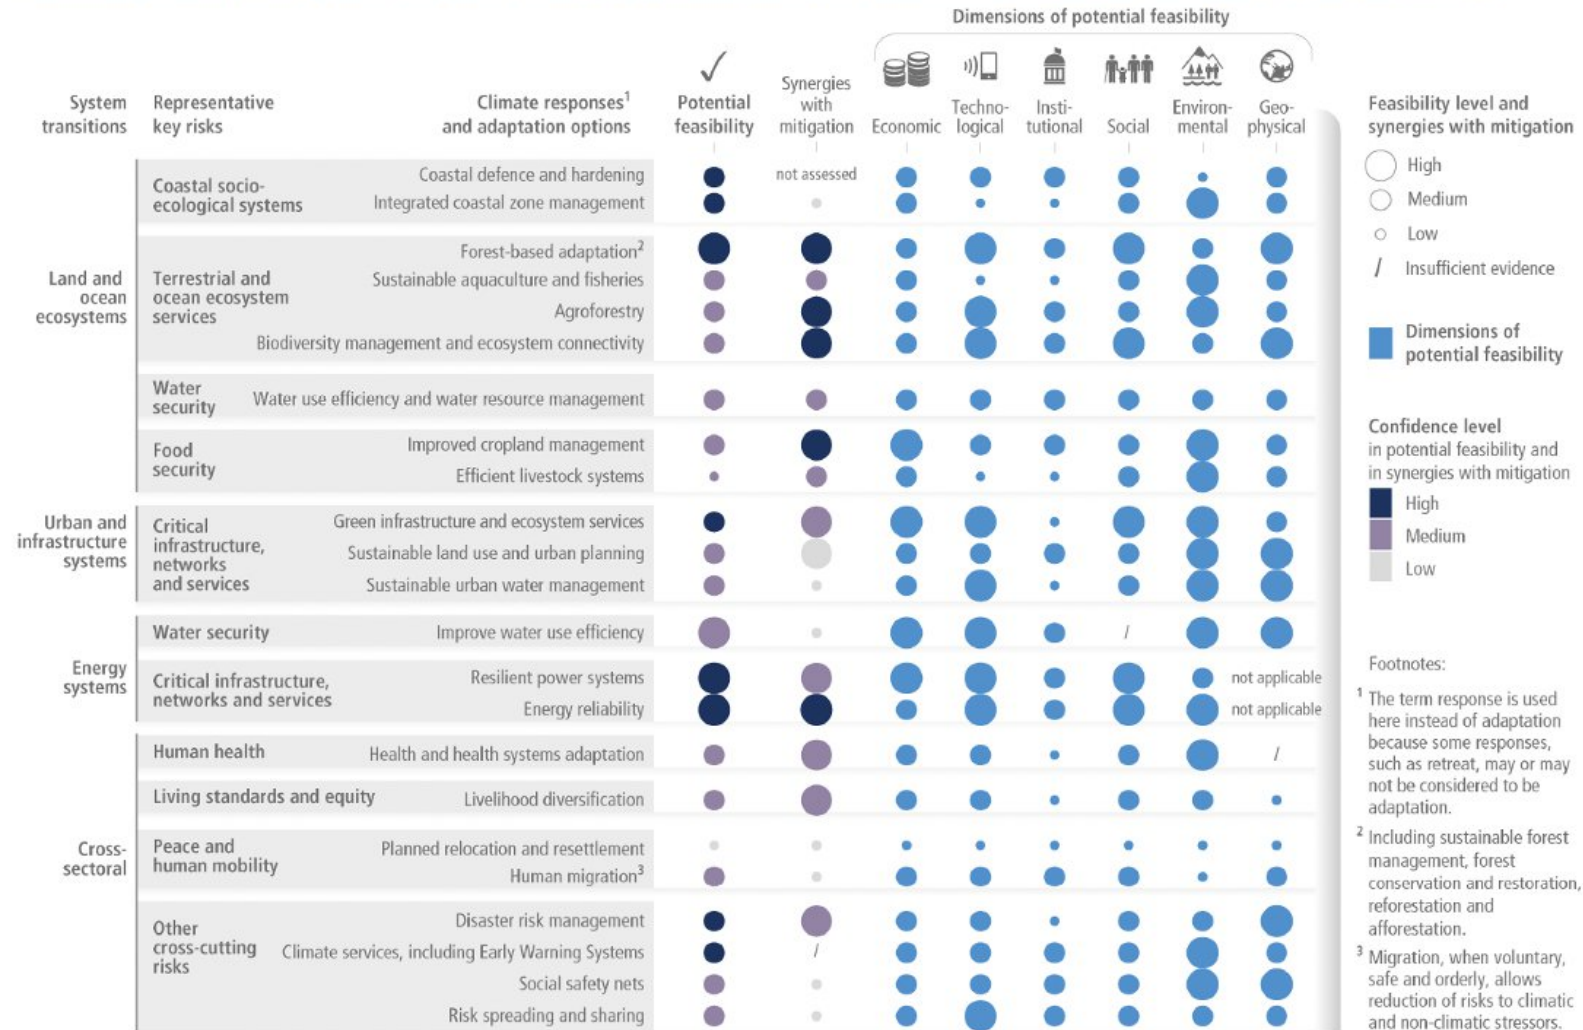 Dimensions of potential feasibility
System transitions
Representative key risks
Climate responses1 and adaptation options
Potential feasibility
Synergies with mitigation
Economic
Techno-logical
Insti-tutional
Social
Environ-mental
Geo-physical
Land and ocean ecosystems
Coastal socio-ecological systems
Coastal defence and hardening
not assessed
Integrated coastal zone management
Terrestrial and ocean ecosystem services
Forest-based adaptation2
Sustainable aquaculture and fisheries
Agroforestry
Biodiversity management and ecosystem connectivity
Water security
Water use efficiency and water resource management
Food security
Improved cropland management
Efficient livestock systems
Urban and infrastructure systems
Critical infrastructure, networks and services
Green infrastructure and ecosystem services
Sustainable land use and urban planning
Sustainable urban water management
Energy systems
Water security
Improve water use efficiency
/
Critical infrastructure, networks and services
Resilient power systems
not applicable
Energy reliability
not applicable
Cross-sectoral
Human health
Health and health systems adaptation
/
Living standards and equity
Livelihood diversification
Peace and human mobility
Planned relocation and resettlement
Human migration3
Other cross-cutting risks
Disaster risk management
Climate services, including Early Warning Systems
/
Social safety nets
Risk spreading and sharing
Feasibility level and
synergies with mitigation
High
Medium
Low
/ Insufficient evidence
Dimensions of
potential feasibility
Confidence level
in potential feasibility and
in synergies with mitigation
High
Medium
Low
Footnotes:
1 The term response is used
here instead of adaptation
because some responses,
such as retreat, may or may
not be considered to be
adaptation.
2 Including sustainable forest
management, forest
conservation and restoration,
reforestation and
afforestation.
3 Migration, when voluntary,
safe and orderly, allows
reduction of risks to climatic
and non-climatic stressors.